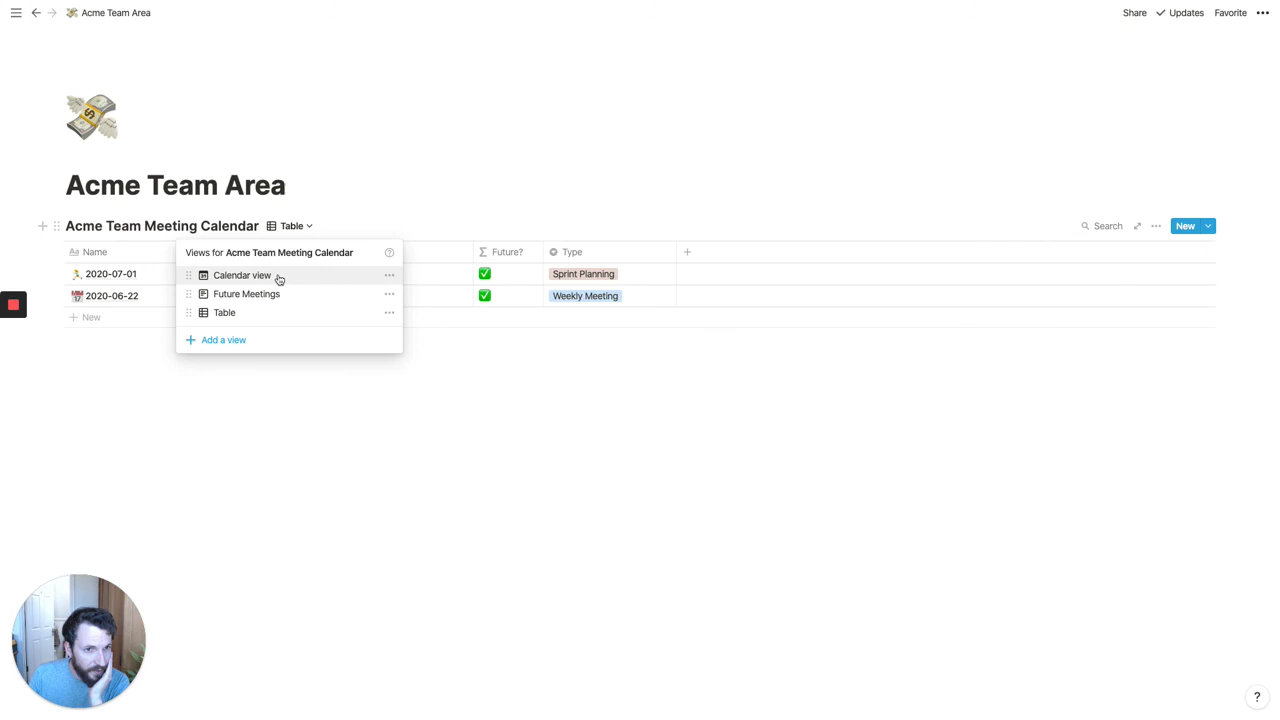 Acme Team Area
Share
Updates
Favorite
Acme Team Area
Acme Team Meeting Calendar
Table
Search
New
Aa Name
Σ Future?
Type
2020-07-01
Sprint Planning
2020-06-22
Weekly Meeting
New
Views for Acme Team Meeting Calendar
Calendar view
Future Meetings
Table
Add a view
?